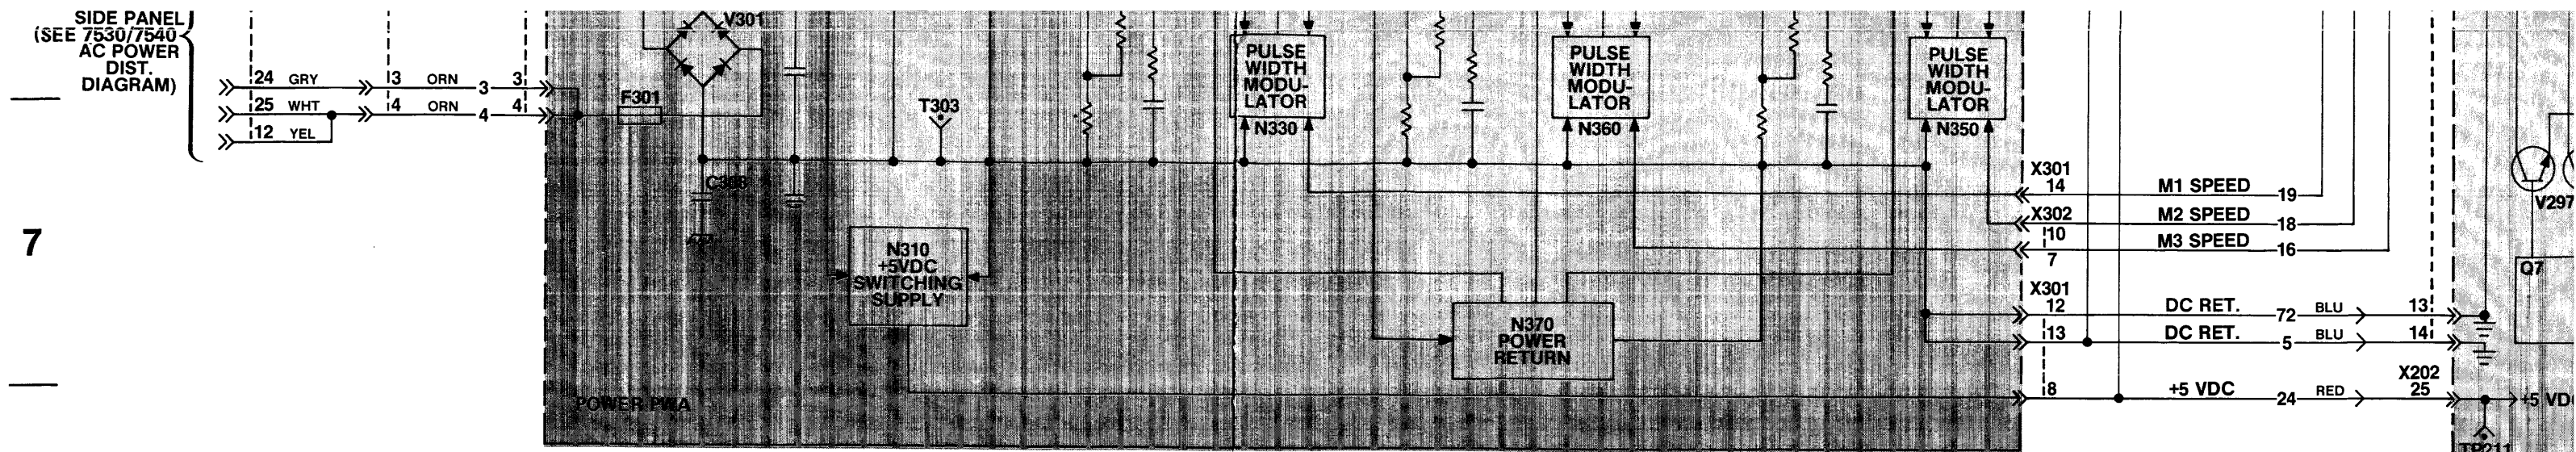 SIDE PANEL
(SEE 7530/7540
AC POWER
DIST.
DIAGRAM)
24 GRY 3 ORN 3 3
25 WHT 4 ORN 4 4
12 YEL
7
V301
F301
T303
C308
N310
+5VDC
SWITCHING
SUPPLY
POWER PWA
PULSE
WIDTH
MODU-
LATOR
N330
PULSE
WIDTH
MODU-
LATOR
N360
PULSE
WIDTH
MODU-
LATOR
N350
N370
POWER
RETURN
X301
14 M1 SPEED 19
X302 M2 SPEED 18
10 M3 SPEED 16
7
X301
12 DC RET. 72 BLU 13
13 DC RET. 5 BLU 14
X202
8 +5 VDC 24 RED 25
V297
Q7
TP211